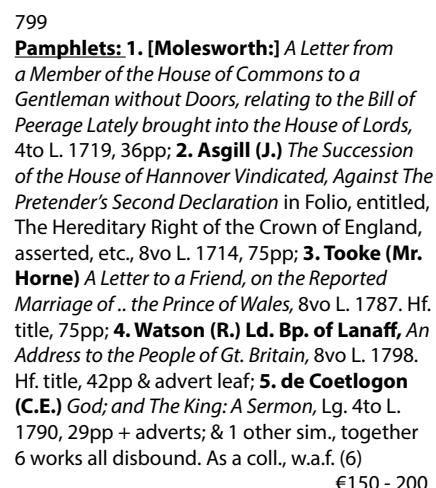 799
Pamphlets: 1. [Molesworth:] A Letter from
a Member of the House of Commons to a
Gentleman without Doors, relating to the Bill of
Peerage Lately brought into the House of Lords,
4to L. 1719, 36pp; 2. Asgill (J.) The Succession
of the House of Hannover Vindicated, Against The
Pretender's Second Declaration in Folio, entitled,
The Hereditary Right of the Crown of England,
asserted, etc., 8vo L. 1714, 75pp; 3. Tooke (Mr.
Horne) A Letter to a Friend, on the Reported
Marriage of .. the Prince of Wales, 8vo L. 1787. Hf.
title, 75pp; 4. Watson (R.) Ld. Bp. of Lanaff, An
Address to the People of Gt. Britain, 8vo L. 1798.
Hf. title, 42pp & advert leaf; 5. de Coetlogon
(C.E.) God; and The King: A Sermon, Lg. 4to L.
1790, 29pp + adverts; & 1 other sim., together
6 works all disbound. As a coll., w.a.f. (6)
€150 - 200